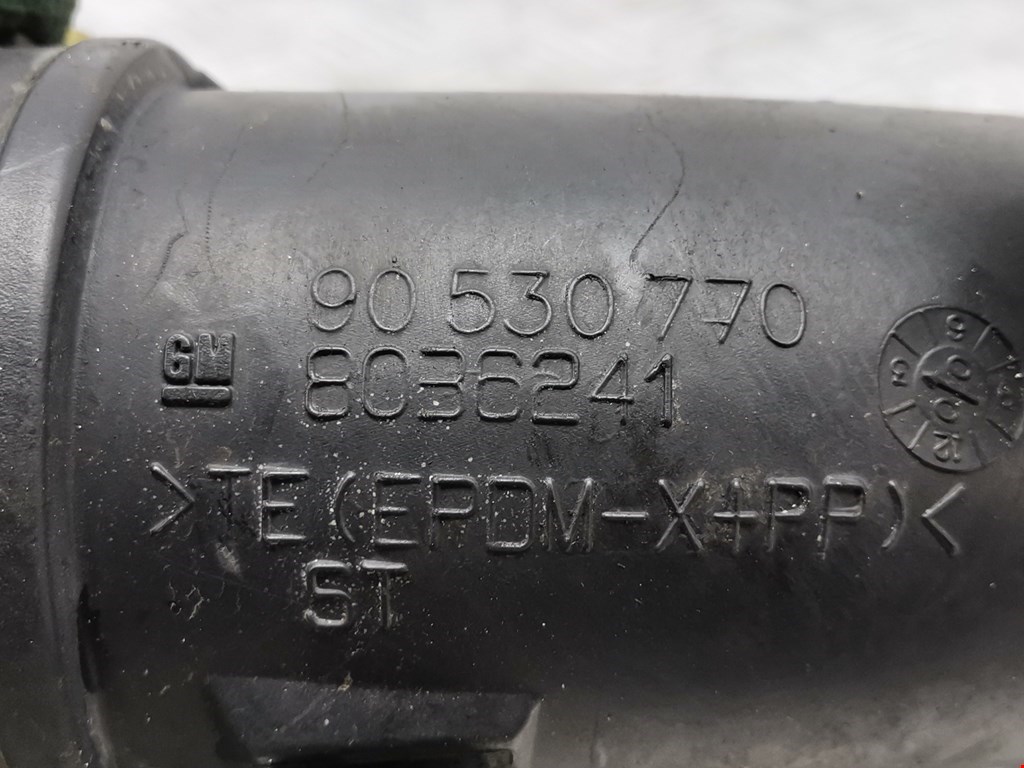 90 530 770
GM
8036241
>TE(EPDM-X+PP)<
ST